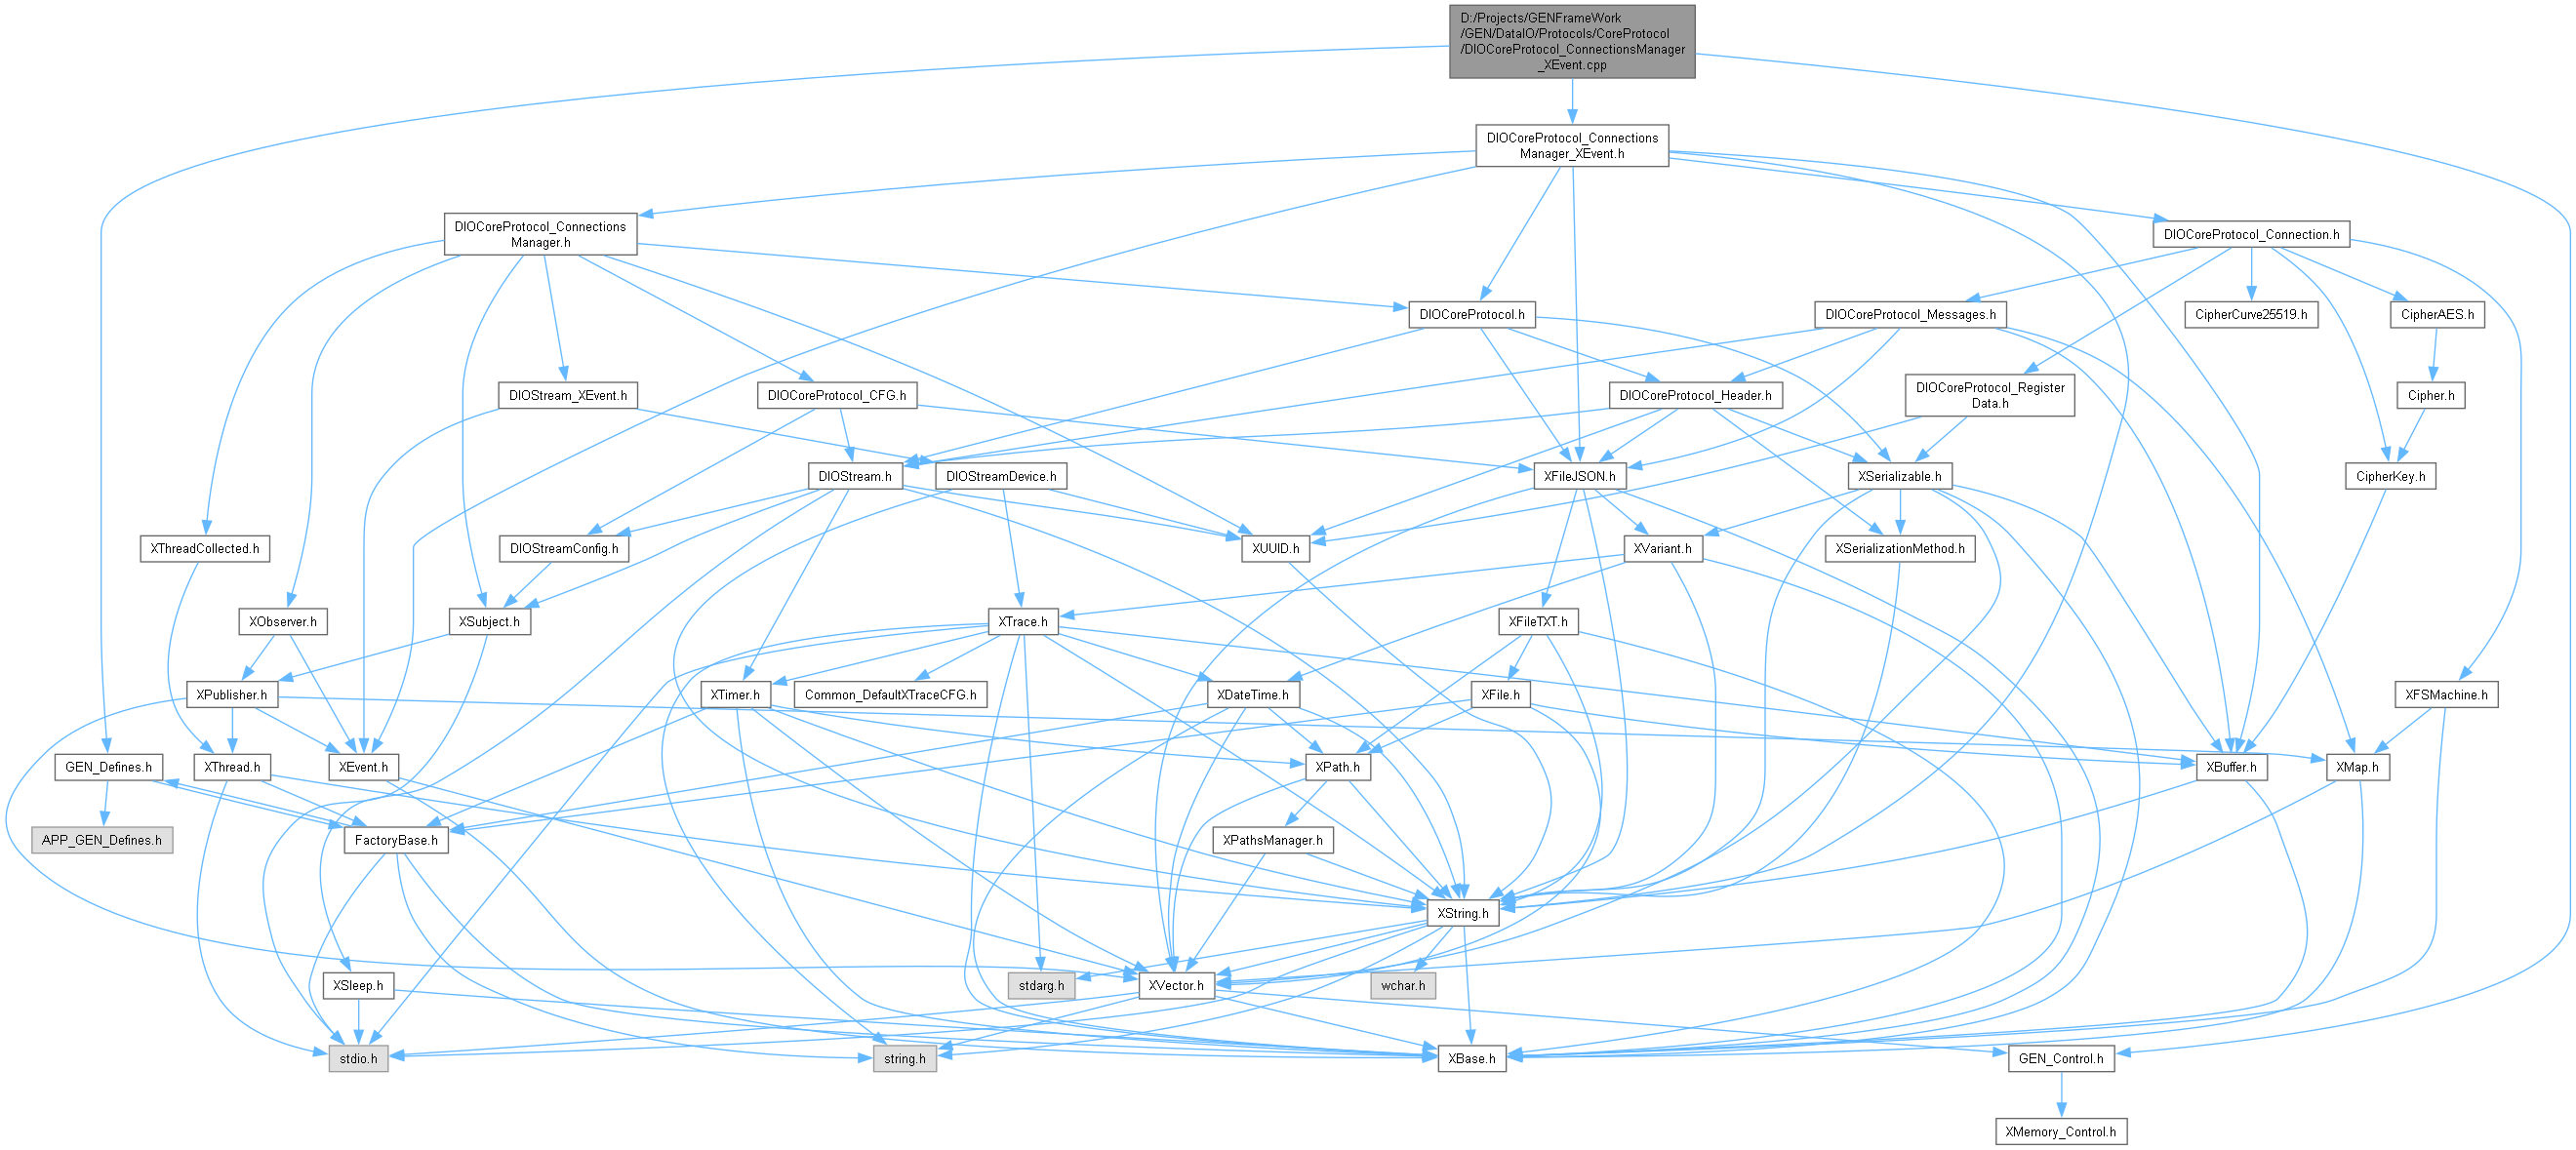 D:/Projects/GENFrameWork
/GEN/DataIO/Protocols/CoreProtocol
/DIOCoreProtocol_ConnectionsManager
_XEvent.cpp
DIOCoreProtocol_Connections
Manager_XEvent.h
DIOCoreProtocol_Connections
Manager.h
DIOCoreProtocol_Connection.h
DIOCoreProtocol.h
DIOCoreProtocol_Messages.h
CipherCurve25519.h
CipherAES.h
DIOStream_XEvent.h
DIOCoreProtocol_CFG.h
DIOCoreProtocol_Header.h
DIOCoreProtocol_Register
Data.h
Cipher.h
DIOStream.h
DIOStreamDevice.h
XFileJSON.h
XSerializable.h
CipherKey.h
XThreadCollected.h
DIOStreamConfig.h
XUUID.h
XVariant.h
XSerializationMethod.h
XObserver.h
XSubject.h
XTrace.h
XFileTXT.h
XPublisher.h
XTimer.h
Common_DefaultXTraceCFG.h
XDateTime.h
XFile.h
XFSMachine.h
GEN_Defines.h
XThread.h
XEvent.h
XPath.h
XBuffer.h
XMap.h
APP_GEN_Defines.h
FactoryBase.h
XPathsManager.h
XString.h
XSleep.h
stdarg.h
XVector.h
wchar.h
stdio.h
string.h
XBase.h
GEN_Control.h
XMemory_Control.h